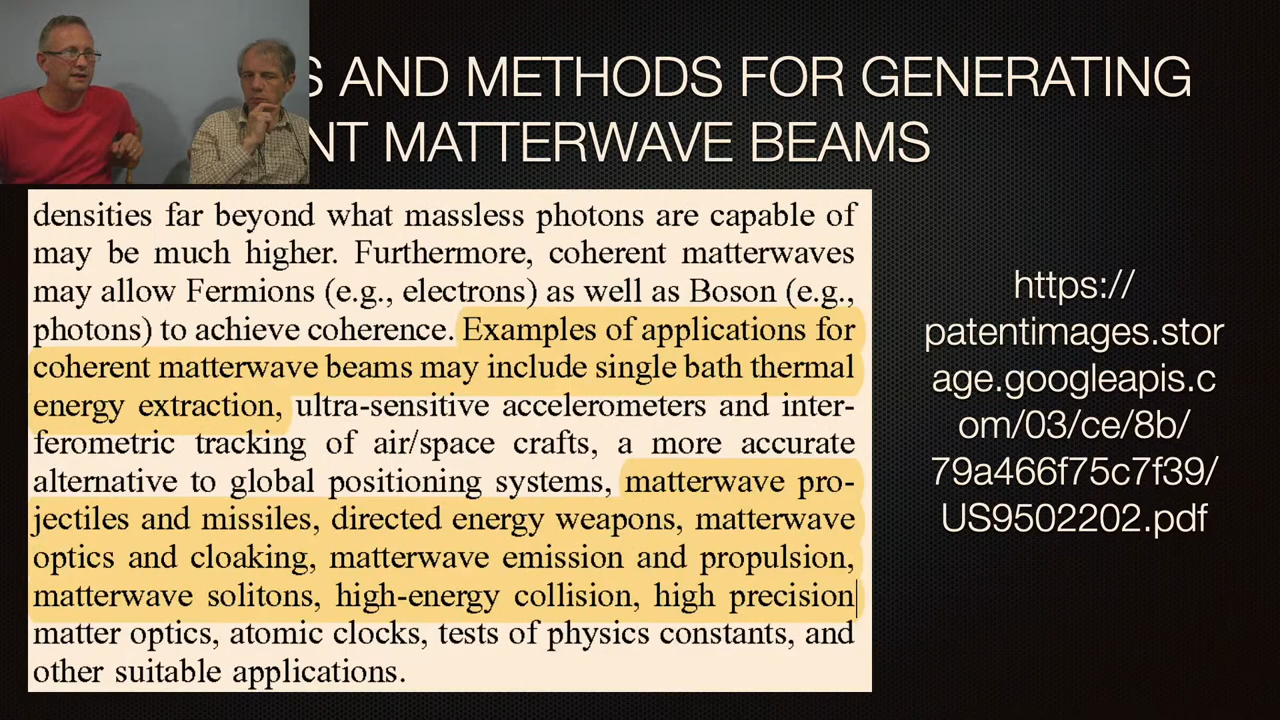 S AND METHODS FOR GENERATING
NT MATTERWAVE BEAMS
densities far beyond what massless photons are capable of
may be much higher. Furthermore, coherent matterwaves
may allow Fermions (e.g., electrons) as well as Boson (e.g.,
photons) to achieve coherence. Examples of applications for
coherent matterwave beams may include single bath thermal
energy extraction, ultra-sensitive accelerometers and inter-
ferometric tracking of air/space crafts, a more accurate
alternative to global positioning systems, matterwave pro-
jectiles and missiles, directed energy weapons, matterwave
optics and cloaking, matterwave emission and propulsion,
matterwave solitons, high-energy collision, high precision
matter optics, atomic clocks, tests of physics constants, and
other suitable applications.
https://
patentimages.stor
age.googleapis.c
om/03/ce/8b/
79a466f75c7f39/
US9502202.pdf